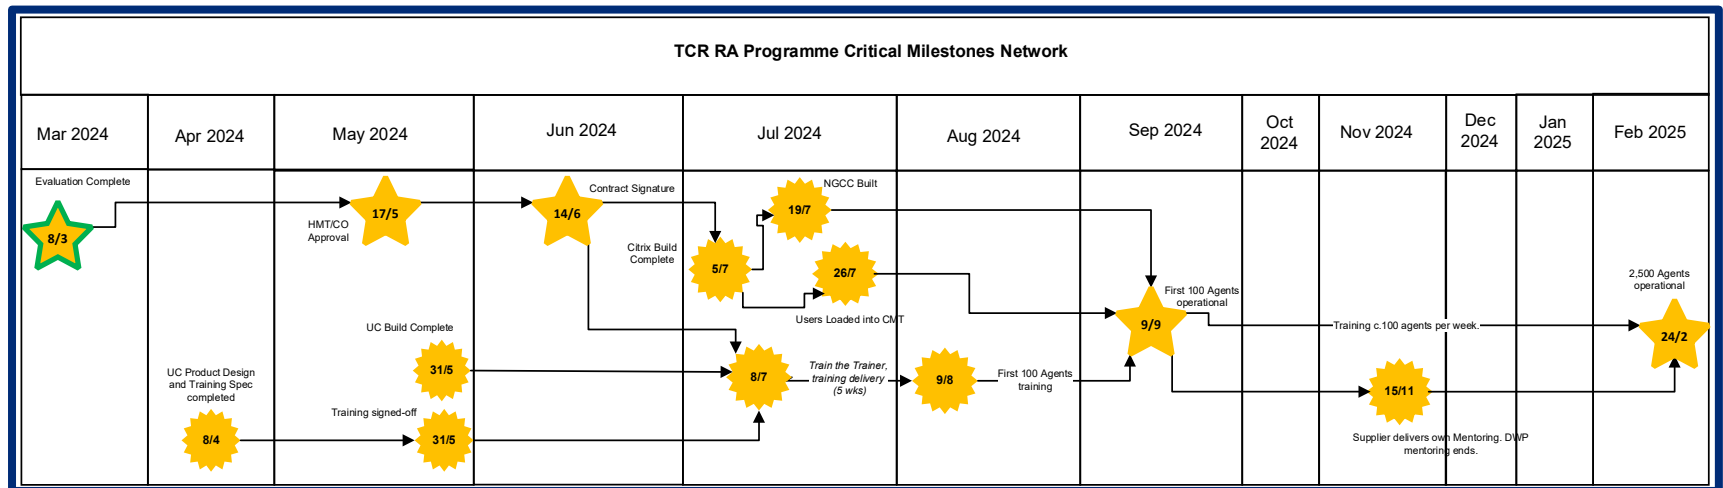 TCR RA Programme Critical Milestones Network
Mar 2024
Apr 2024
May 2024
Jun 2024
Jul 2024
Aug 2024
Sep 2024
Oct
2024
Nov 2024
Dec
2024
Jan
2025
Feb 2025
Evaluation Complete
8/3
17/5
HMT/CO
Approval
Contract Signature
14/6
Citrix Build
Complete
5/7
NGCC Built
19/7
26/7
Users Loaded into CMT
First 100 Agents
operational
9/9
Training c.100 agents per week.
2,500 Agents
operational
24/2
UC Build Complete
31/5
8/7
Train the Trainer,
training delivery
(5 wks)
9/8
First 100 Agents
training
15/11
Supplier delivers own Mentoring. DWP
mentoring ends.
UC Product Design
and Training Spec
completed
8/4
Training signed-off
31/5